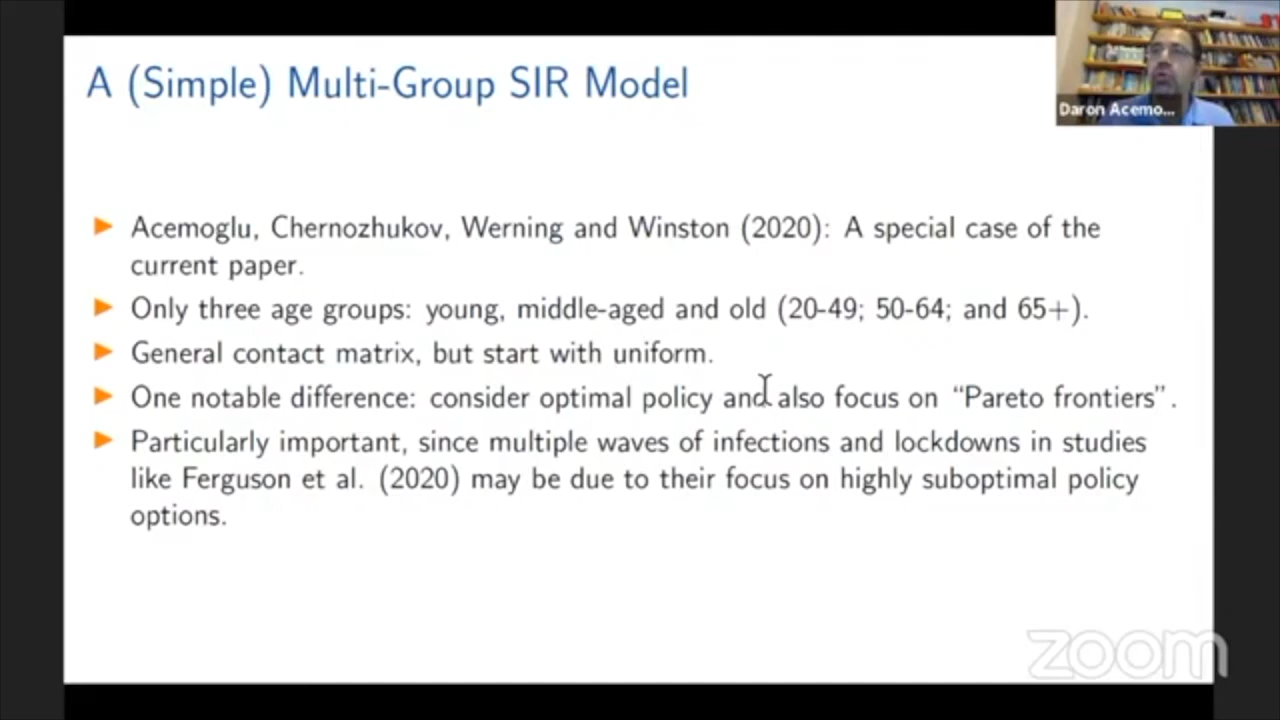 A (Simple) Multi-Group SIR Model
Daron Acemo...
Acemoglu, Chernozhukov, Werning and Winston (2020): A special case of the
current paper.
Only three age groups: young, middle-aged and old (20-49; 50-64; and 65+).
General contact matrix, but start with uniform.
One notable difference: consider optimal policy and also focus on “Pareto frontiers”.
Particularly important, since multiple waves of infections and lockdowns in studies
like Ferguson et al. (2020) may be due to their focus on highly suboptimal policy
options.
zoom